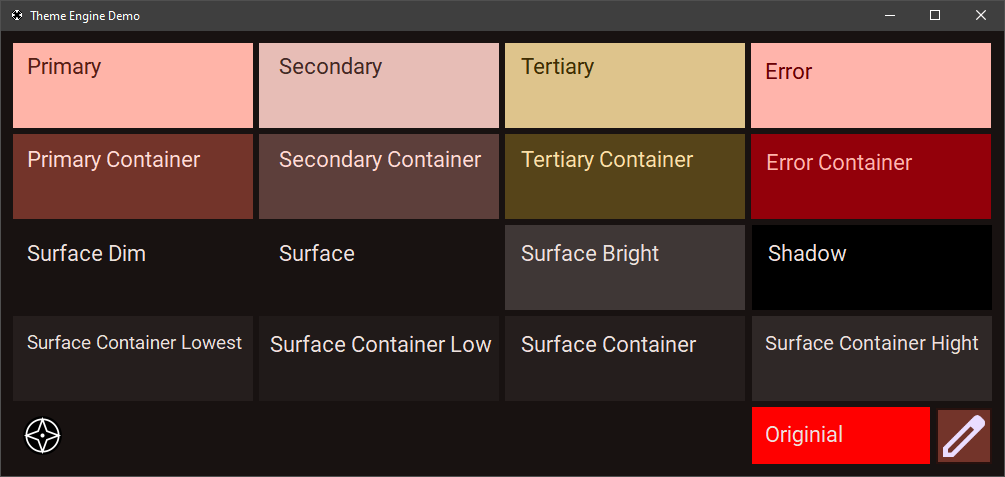 Theme Engine Demo
Primary
Secondary
Tertiary
Error
Primary Container
Secondary Container
Tertiary Container
Error Container
Surface Dim
Surface
Surface Bright
Shadow
Surface Container Lowest
Surface Container Low
Surface Container
Surface Container Hight
Originial